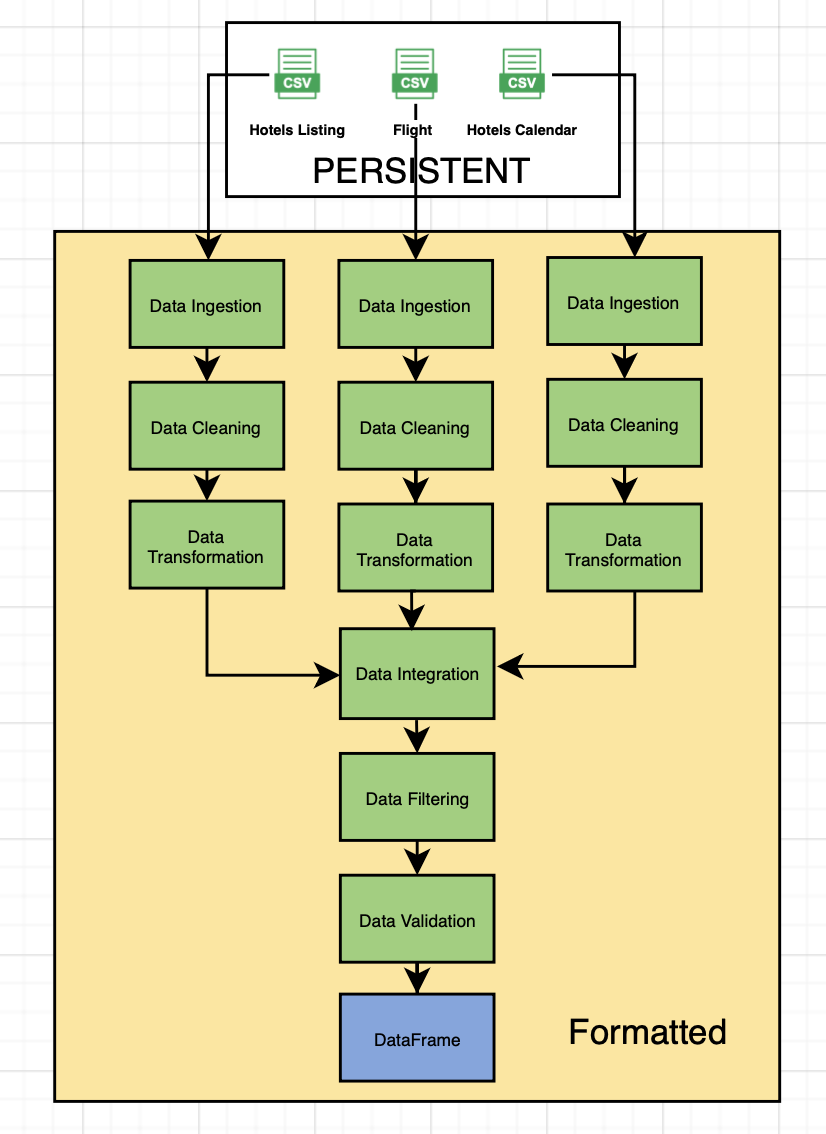 CSV
CSV
CSV
Hotels Listing
Flight
Hotels Calendar
PERSISTENT
Data Ingestion
Data Ingestion
Data Ingestion
Data Cleaning
Data Cleaning
Data Cleaning
Data
Transformation
Data
Transformation
Data
Transformation
Data Integration
Data Filtering
Data Validation
DataFrame
Formatted